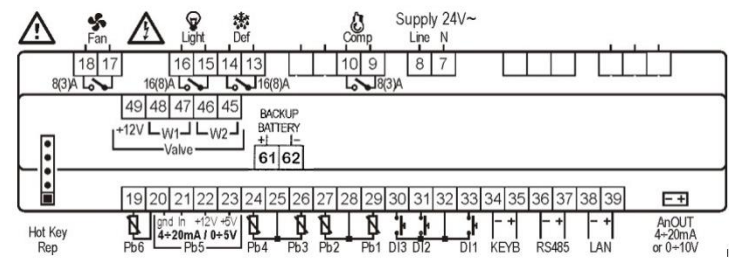 Supply 24V~
Fan Light Def Comp Line N
18 17 16 15 14 13 10 9 8 7
8(3)A 16(8)A 16(8)A 8(3)A
49 48 47 46 45
+12V W1 W2
Valve
BACKUP
BATTERY
+ -
61 62
19 20 21 22 23 24 25 26 27 28 29 30 31 32 33 34 35 36 37 38 39
- +
gnd In +12V +5V - + - + - +
4÷20mA / 0÷5V
Hot Key
Rep
Pb6 Pb5 Pb4 Pb3 Pb2 Pb1 DI3 DI2 DI1 KEYB RS485 LAN
AnOUT
4÷20mA
or 0÷10V